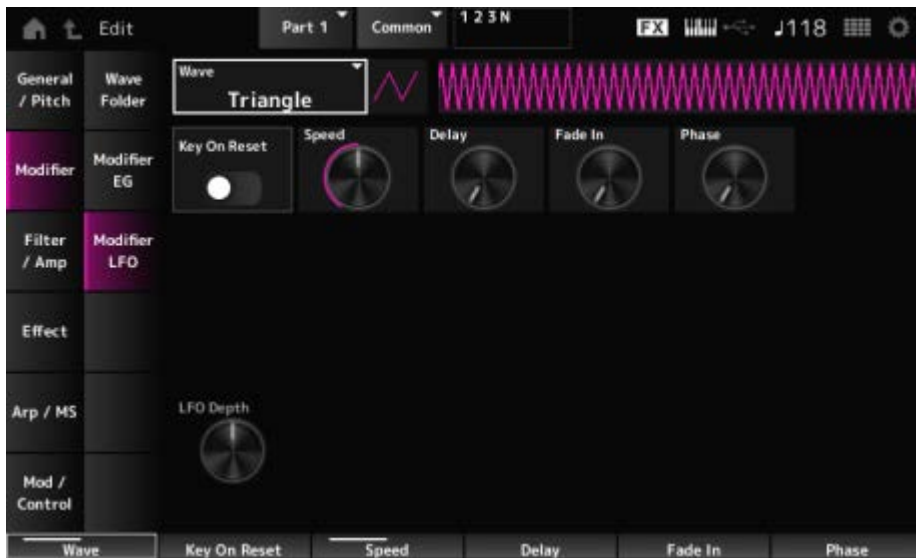 Edit
Part 1
Common
1 2 3 N
FX
♩118
General
/ Pitch
Modifier
Filter
/ Amp
Effect
Arp / MS
Mod /
Control
Wave
Folder
Modifier
EG
Modifier
LFO
Wave
Triangle
Key On Reset
Speed
Delay
Fade In
Phase
LFO Depth
Wave
Key On Reset
Speed
Delay
Fade In
Phase